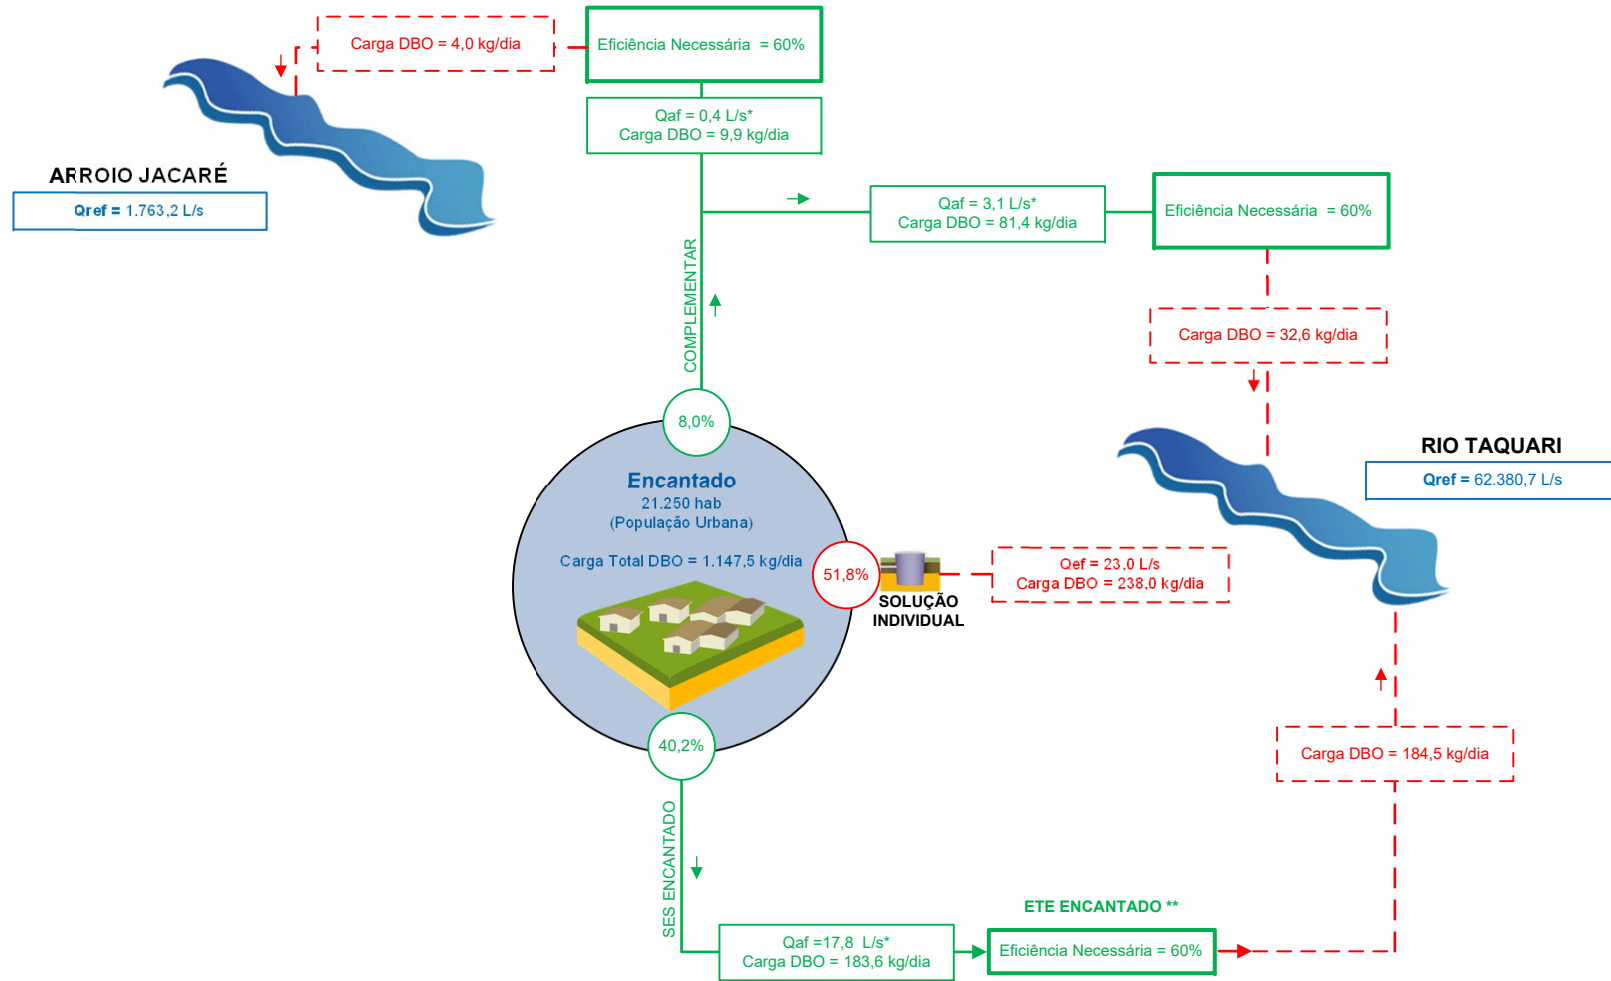 Carga DBO = 4,0 kg/dia
Eficiência Necessária = 60%
Qaf = 0,4 L/s*
Carga DBO = 9,9 kg/dia
ARROIO JACARÉ
Qref = 1.763,2 L/s
Qaf = 3,1 L/s*
Carga DBO = 81,4 kg/dia
Eficiência Necessária = 60%
COMPLEMENTAR
Carga DBO = 32,6 kg/dia
8,0%
RIO TAQUARI
Qref = 62.380,7 L/s
Encantado
21.250 hab
(População Urbana)
Carga Total DBO = 1.147,5 kg/dia
51,8%
SOLUÇÃO
INDIVIDUAL
Qef = 23,0 L/s
Carga DBO = 238,0 kg/dia
40,2%
Carga DBO = 184,5 kg/dia
SES ENCANTADO
ETE ENCANTADO **
Qaf =17,8 L/s*
Carga DBO = 183,6 kg/dia
Eficiência Necessária = 60%